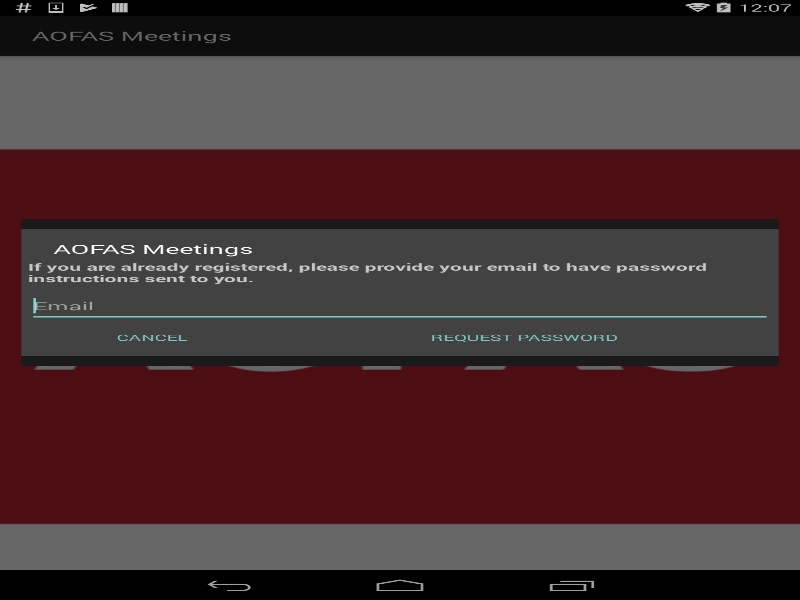 12:07
AOFAS Meetings
AOFAS Meetings
If you are already registered, please provide your email to have password
instructions sent to you.
Email
CANCEL
REQUEST PASSWORD